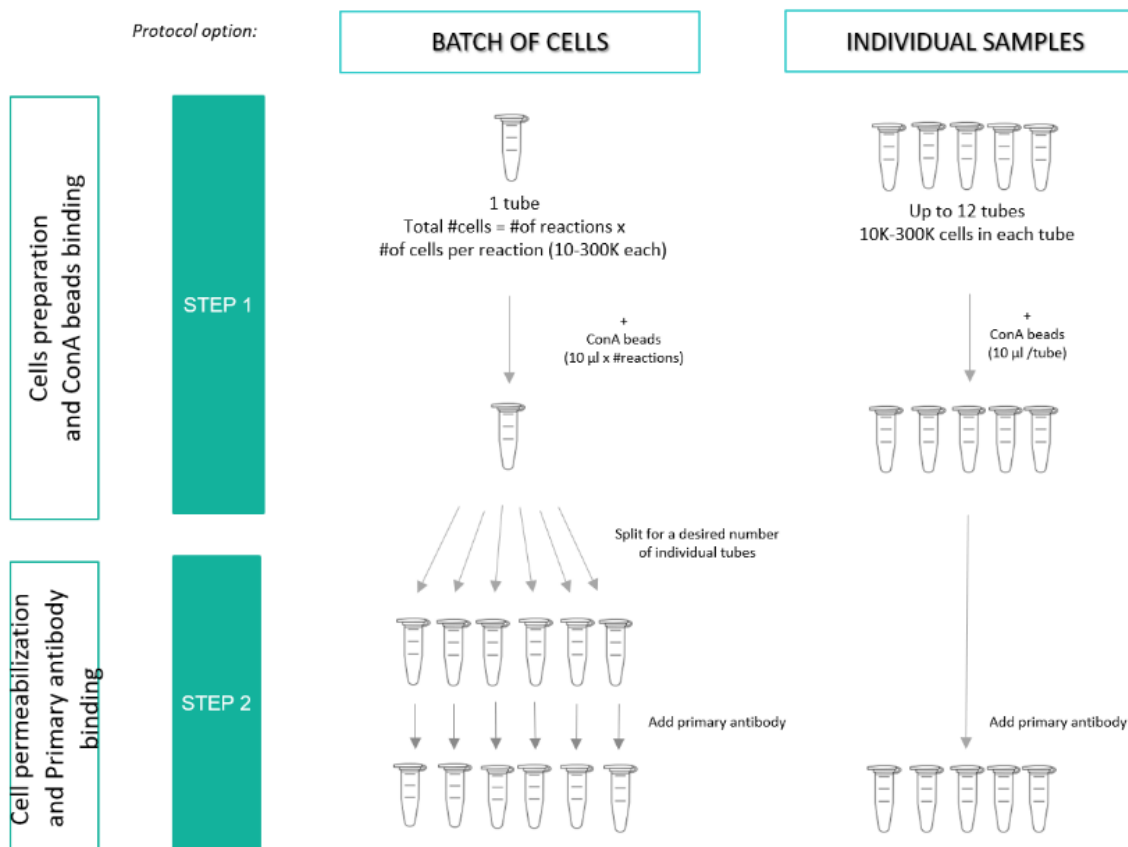 Protocol option:
BATCH OF CELLS
INDIVIDUAL SAMPLES
Cells preparation
and ConA beads binding
STEP 1
1 tube
Total #cells = #of reactions x
#of cells per reaction (10-300K each)
Up to 12 tubes
10K-300K cells in each tube
+
ConA beads
(10 µl x #reactions)
+
ConA beads
(10 µl /tube)
Split for a desired number
of individual tubes
Cell permeabilization
and Primary antibody
binding
STEP 2
Add primary antibody
Add primary antibody